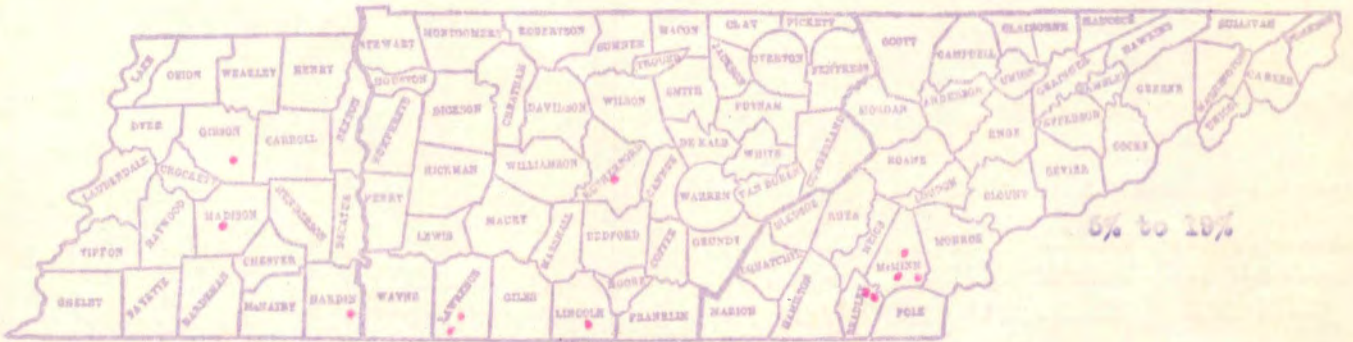 STEWART MONTGOMERY ROBERTSON SUMNER MACON CLAY PICKETT SCOTT CAMPBELL CLAIBORNE HANCOCK HAWKINS SULLIVAN JOHNSON
LAKE OBION WEAKLEY HENRY HOUSTON CHEATHAM DAVIDSON TROUSDALE JACKSON OVERTON FENTRESS UNION GRAINGER HAMBLEN GREENE WASHINGTON CARTER UNICOI
DYER GIBSON CARROLL BENTON HUMPHREYS DICKSON WILSON SMITH PUTNAM MORGAN ANDERSON KNOX JEFFERSON COCKE
LAUDERDALE CROCKETT HICKMAN WILLIAMSON RUTHERFORD CANNON DE KALB WHITE CUMBERLAND ROANE LOUDON BLOUNT SEVIER
TIPTON HAYWOOD MADISON HENDERSON DECATUR PERRY LEWIS MAURY MARSHALL BEDFORD COFFEE WARREN VAN BUREN BLEDSOE RHEA MEIGS MCMINN MONROE
CHESTER GRUNDY SEQUATCHIE
SHELBY FAYETTE HARDEMAN McNAIRY HARDIN WAYNE LAWRENCE GILES LINCOLN MOORE FRANKLIN MARION HAMILTON BRADLEY POLK
5% to 19%